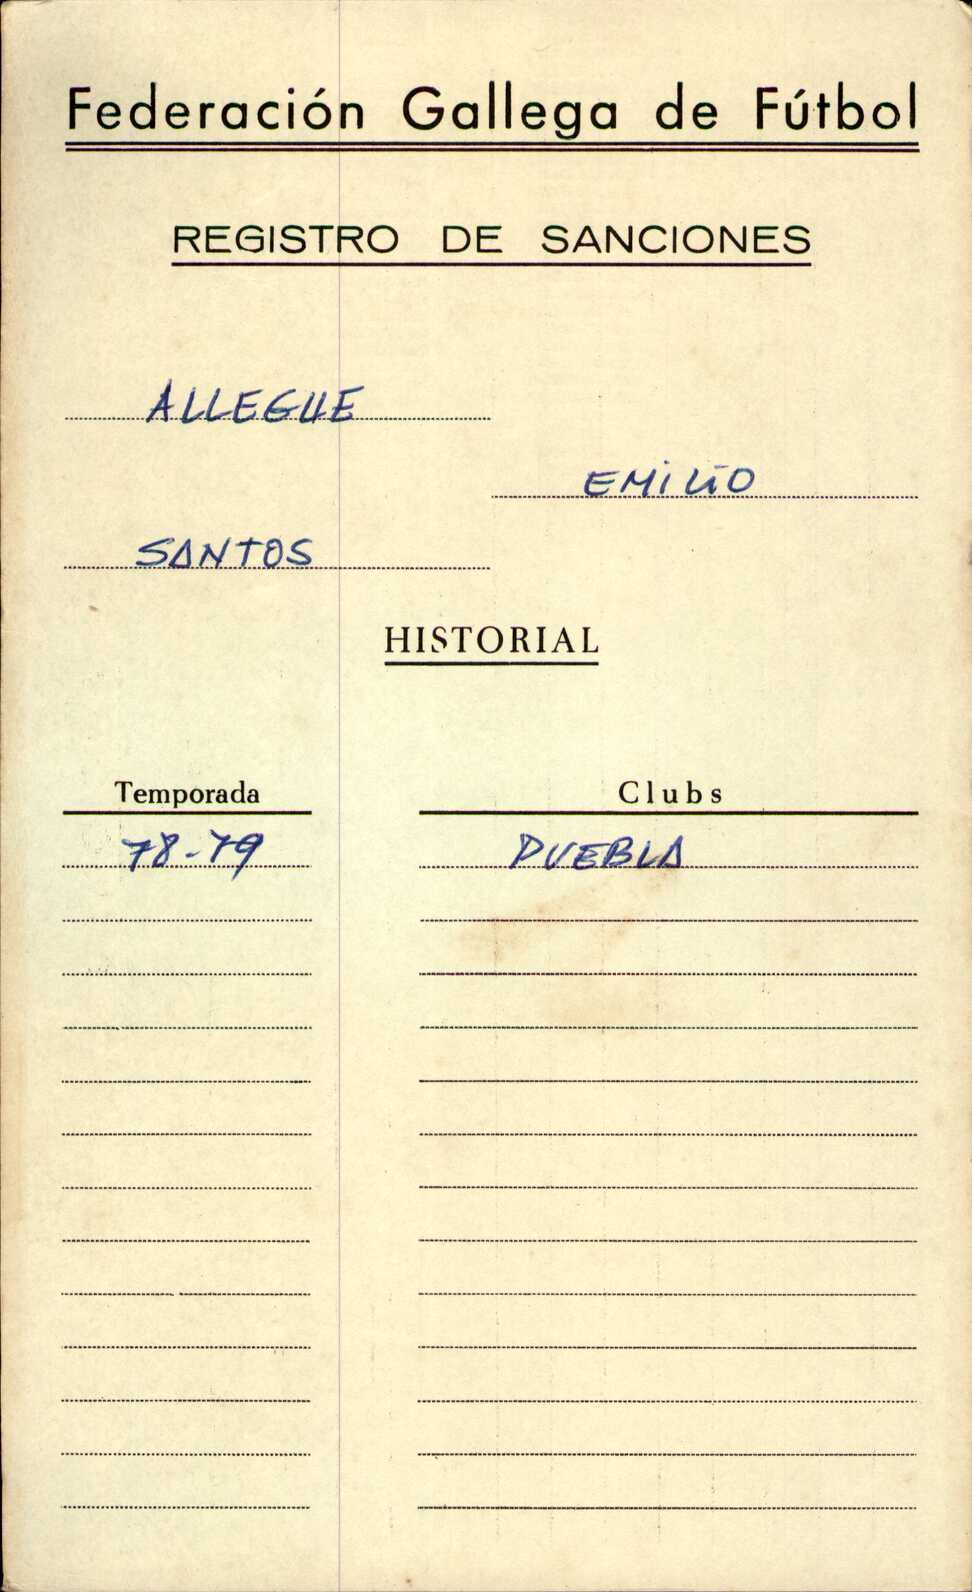 Federación Gallega de Fútbol
REGISTRO DE SANCIONES
ALLEGUE
EMILIO
SANTOS
HISTORIAL
Temporada Clubs
78-79 PUEBLA